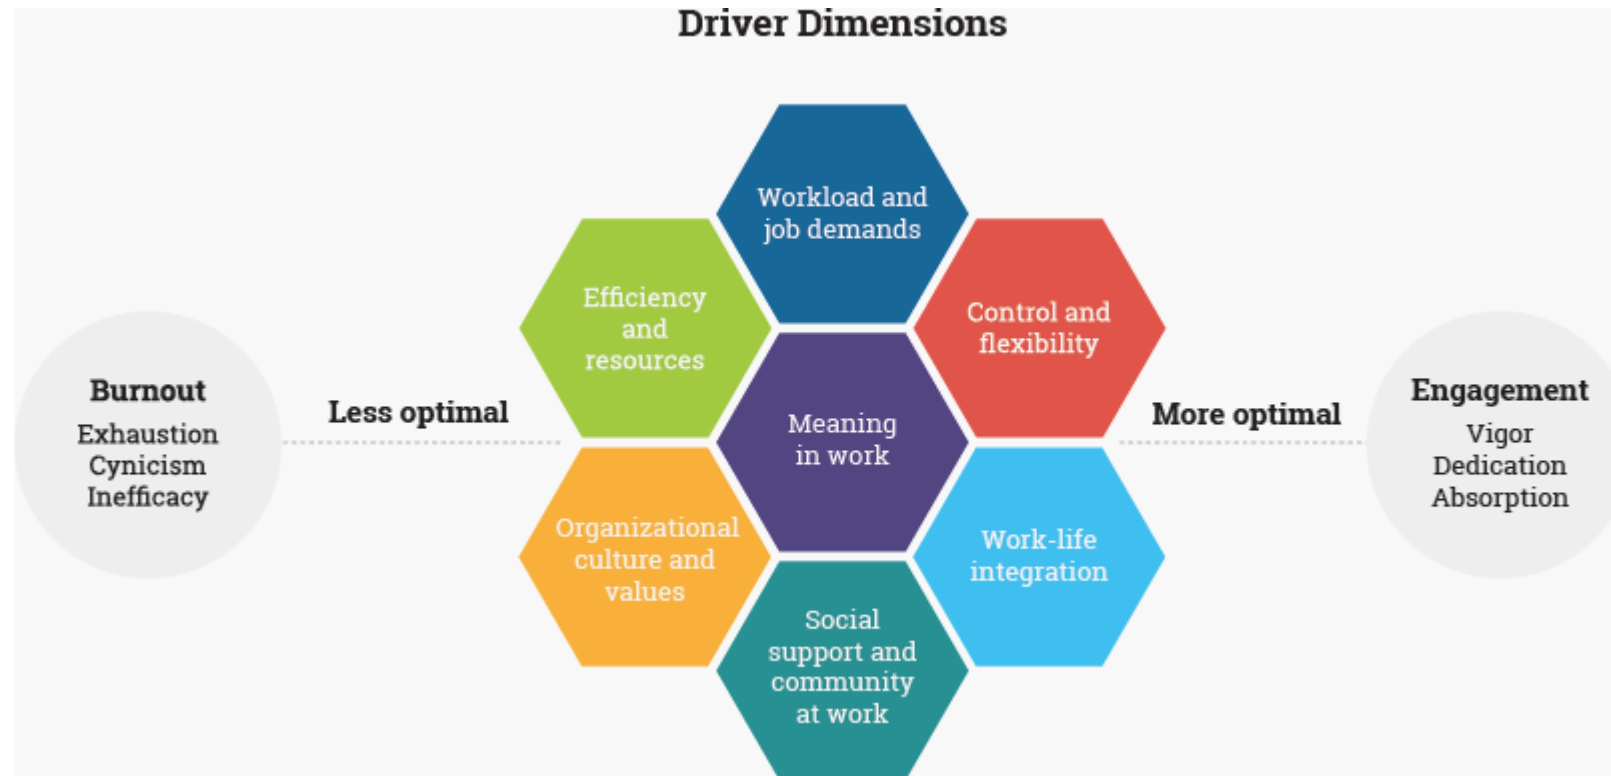 Driver Dimensions
Workload and
job demands
Efficiency
and
resources
Control and
flexibility
Burnout
Exhaustion
Cynicism
Inefficacy
Less optimal
Meaning
in work
More optimal
Engagement
Vigor
Dedication
Absorption
Organizational
culture and
values
Work-life
integration
Social
support and
community
at work